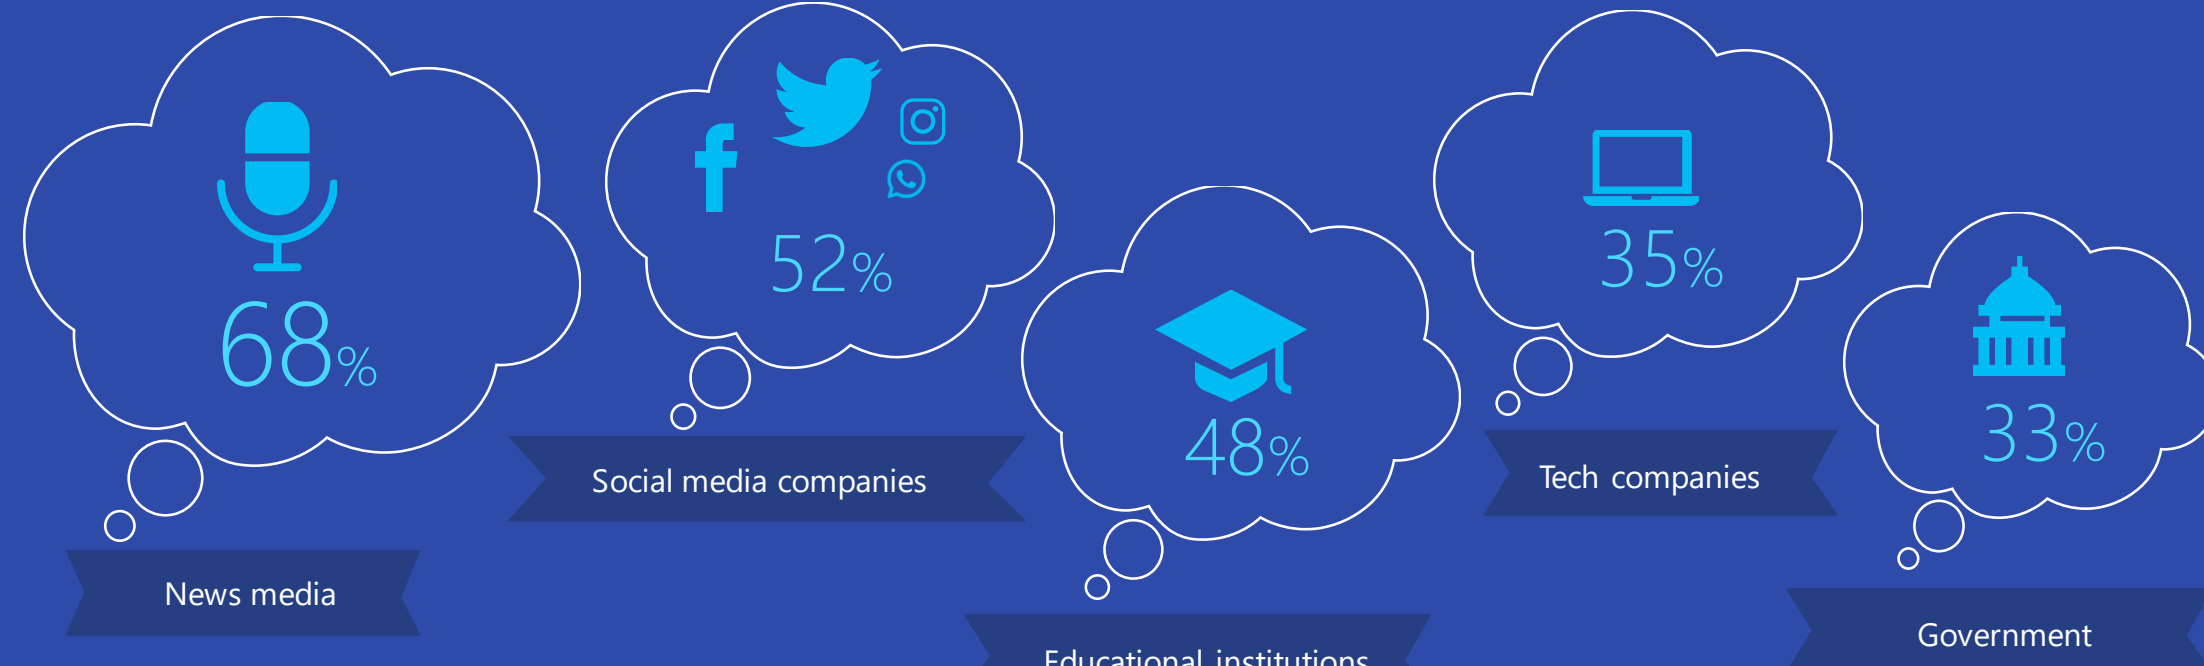 68%
News media
52%
Social media companies
48%
Educational institutions
35%
Tech companies
33%
Government